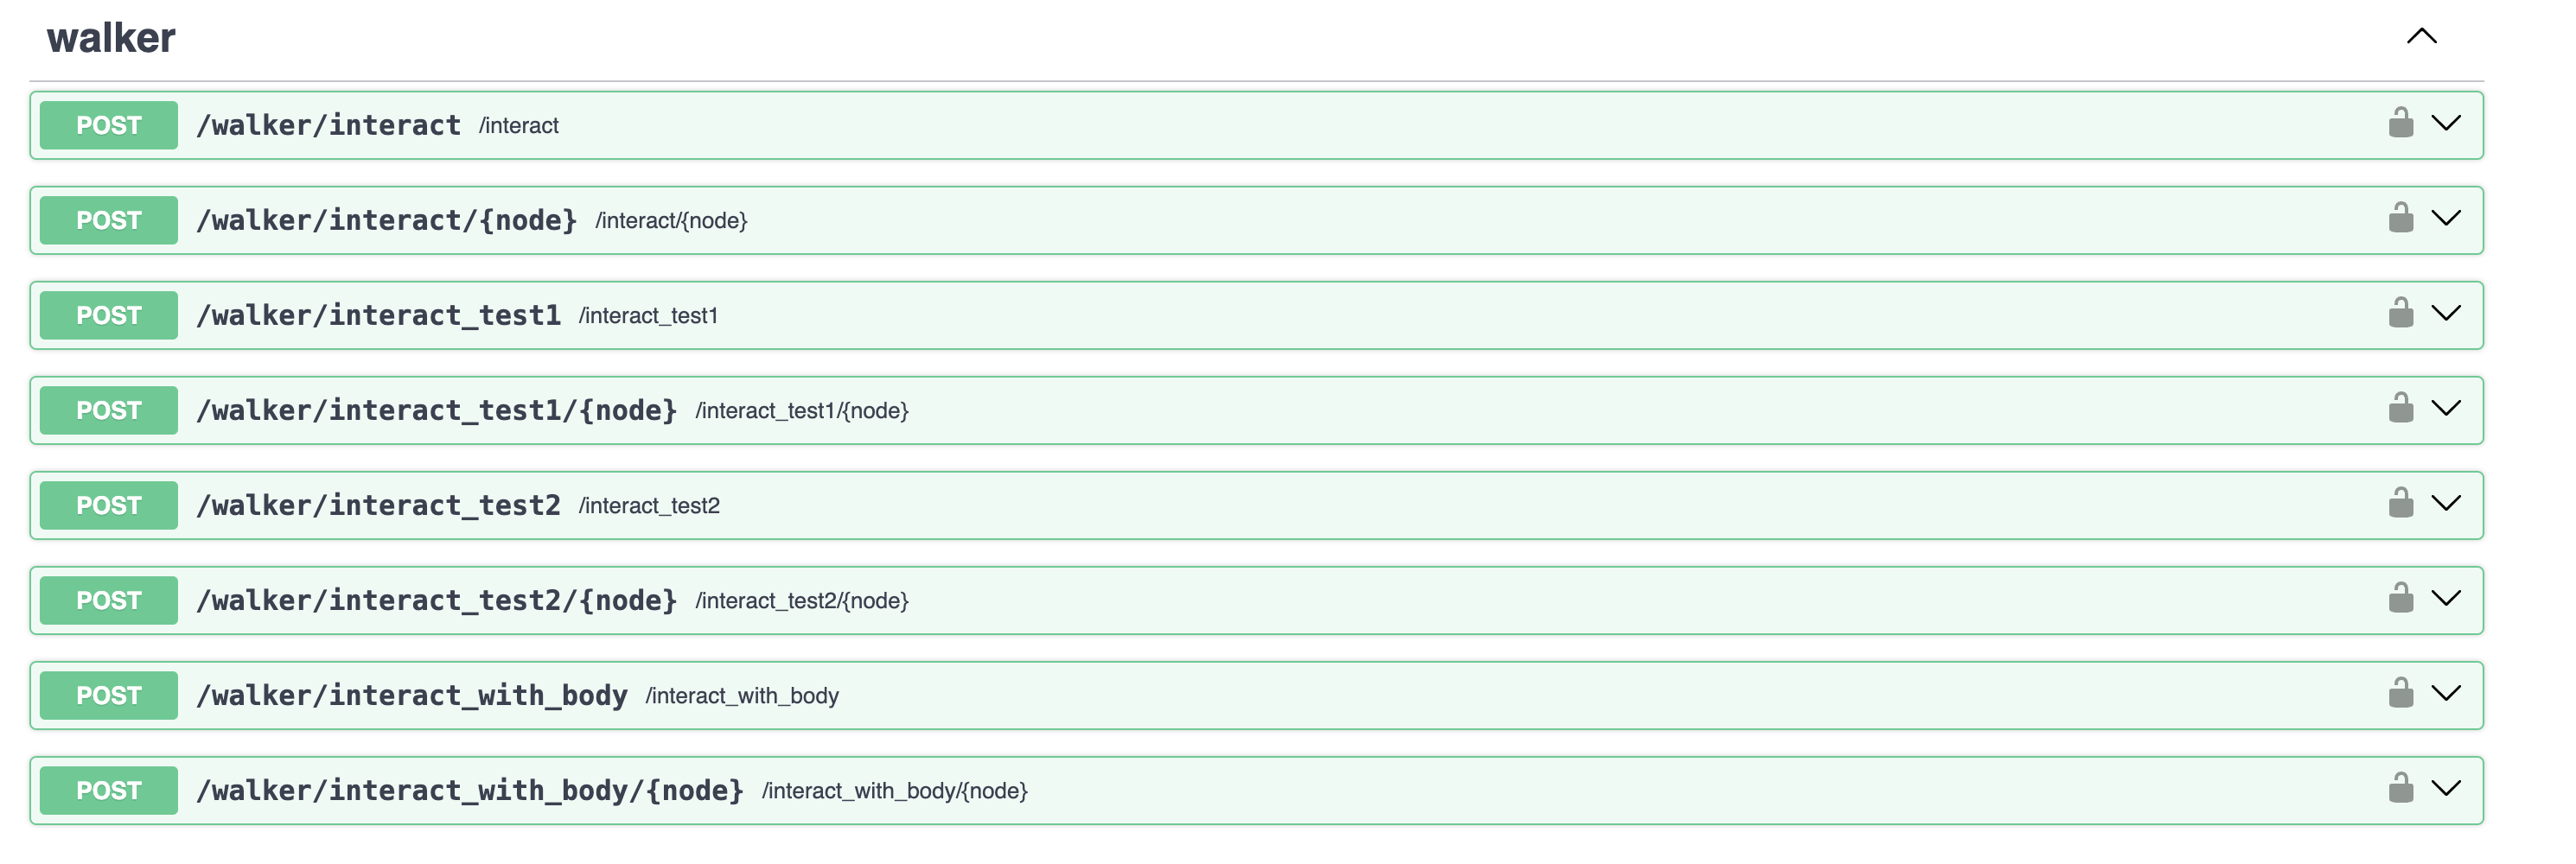 walker
POST /walker/interact /interact
POST /walker/interact/{node} /interact/{node}
POST /walker/interact_test1 /interact_test1
POST /walker/interact_test1/{node} /interact_test1/{node}
POST /walker/interact_test2 /interact_test2
POST /walker/interact_test2/{node} /interact_test2/{node}
POST /walker/interact_with_body /interact_with_body
POST /walker/interact_with_body/{node} /interact_with_body/{node}